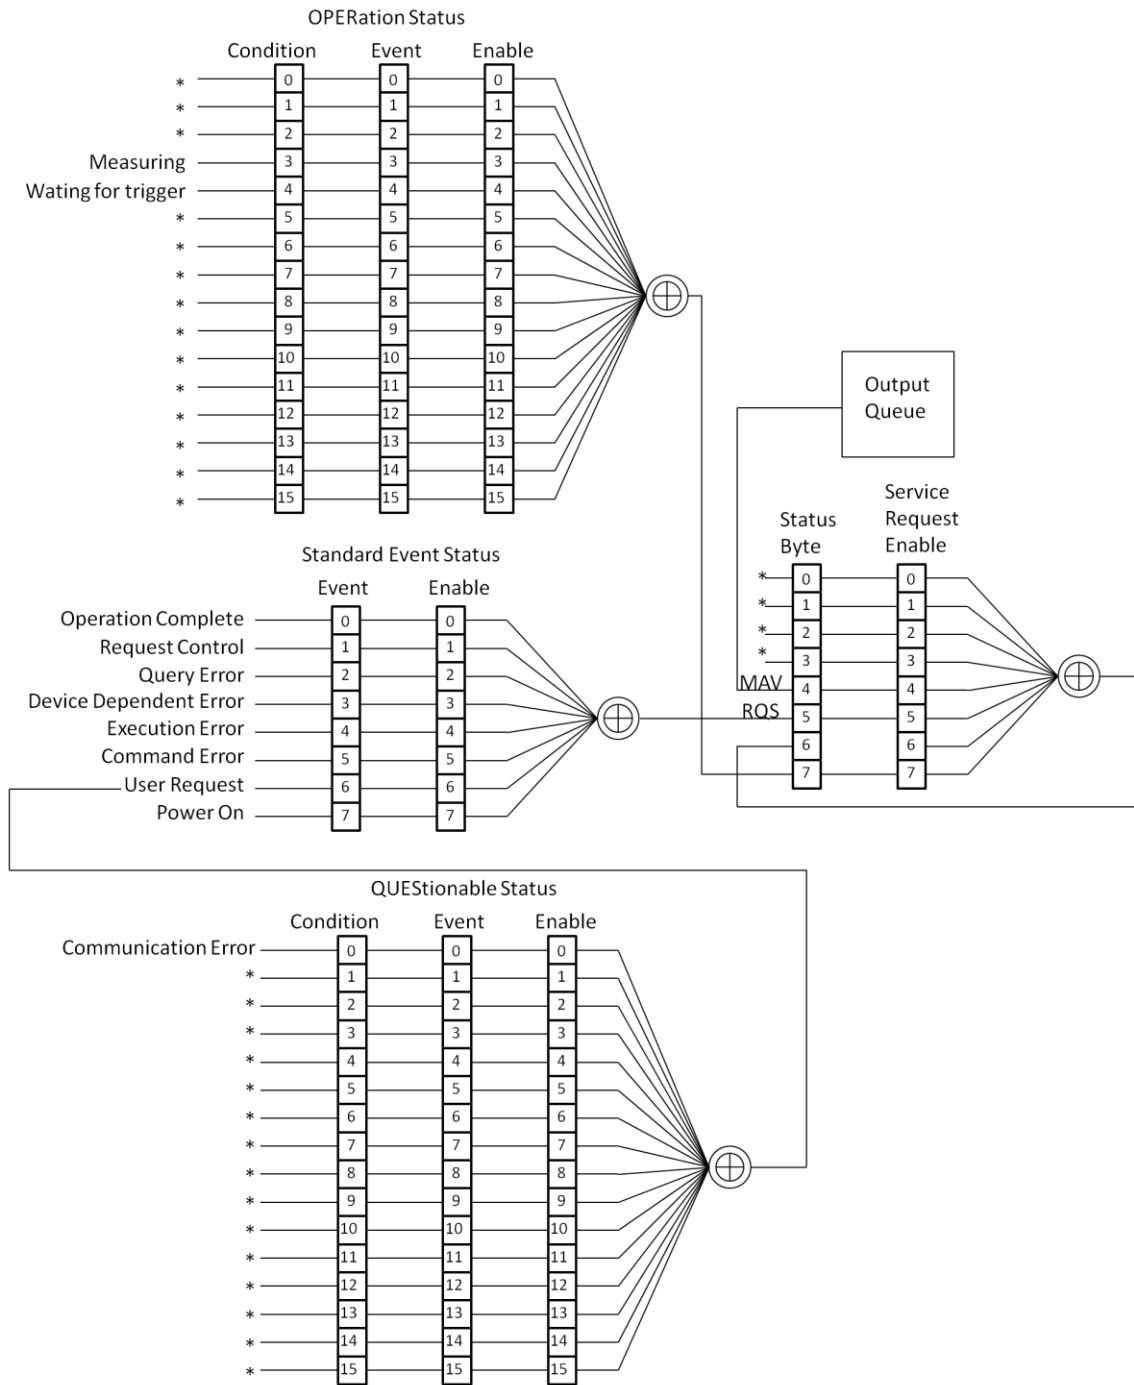 OPERation Status
Condition Event Enable
* 0 0 0
* 1 1 1
* 2 2 2
Measuring 3 3 3
Wating for trigger 4 4 4
* 5 5 5
* 6 6 6
* 7 7 7
* 8 8 8
* 9 9 9
* 10 10 10
* 11 11 11
* 12 12 12
* 13 13 13
* 14 14 14
* 15 15 15
Output
Queue
Status
Byte
Service
Request
Enable
* 0 0
* 1 1
* 2 2
* 3 3
MAV 4 4
RQS 5 5
6 6
7 7
Standard Event Status
Event Enable
Operation Complete 0 0
Request Control 1 1
Query Error 2 2
Device Dependent Error 3 3
Execution Error 4 4
Command Error 5 5
User Request 6 6
Power On 7 7
QUEStionable Status
Condition Event Enable
Communication Error 0 0 0
* 1 1 1
* 2 2 2
* 3 3 3
* 4 4 4
* 5 5 5
* 6 6 6
* 7 7 7
* 8 8 8
* 9 9 9
* 10 10 10
* 11 11 11
* 12 12 12
* 13 13 13
* 14 14 14
* 15 15 15